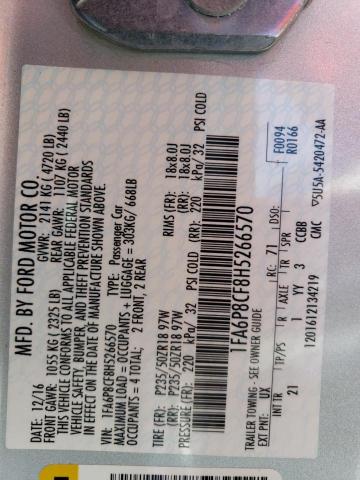 MFD. BY FORD MOTOR CO.
DATE: 12/16 GVWR: 2141 KG ( 4720 LB)
FRONT GAWR: 1055 KG ( 2325 LB) REAR GAWR: 1107 KG ( 2440 LB)
THIS VEHICLE CONFORMS TO ALL APPLICABLE FEDERAL MOTOR
VEHICLE SAFETY, BUMPER, AND THEFT PREVENTION STANDARDS
IN EFFECT ON THE DATE OF MANUFACTURE SHOWN ABOVE.
VIN: 1FA6P8CF8H5266570 TYPE: Passenger Car
MAXIMUM LOAD = OCCUPANTS + LUGGAGE = 303KG/ 668LB
OCCUPANTS = 4 TOTAL: 2 FRONT, 2 REAR
TIRE (FR): P235/50ZR18 97W RIMS (FR): 18x8.0J
TIRE (RR): P235/50ZR18 97W (RR): 18x8.0J
PRESSURE (FR): 220 kPA/ 32 PSI COLD (RR): 220 kPA/ 32 PSI COLD
1FA6P8CF8H5266570
TRAILER TOWING - SEE OWNER GUIDE
F0094
R0166
EXT PNT: UX RC: 71 DSO:
INT TR TP/PS R AXLE TR SPR
21 1 YY 3 CCBB
1201612134219 CMC
5U5A-5420472-AA